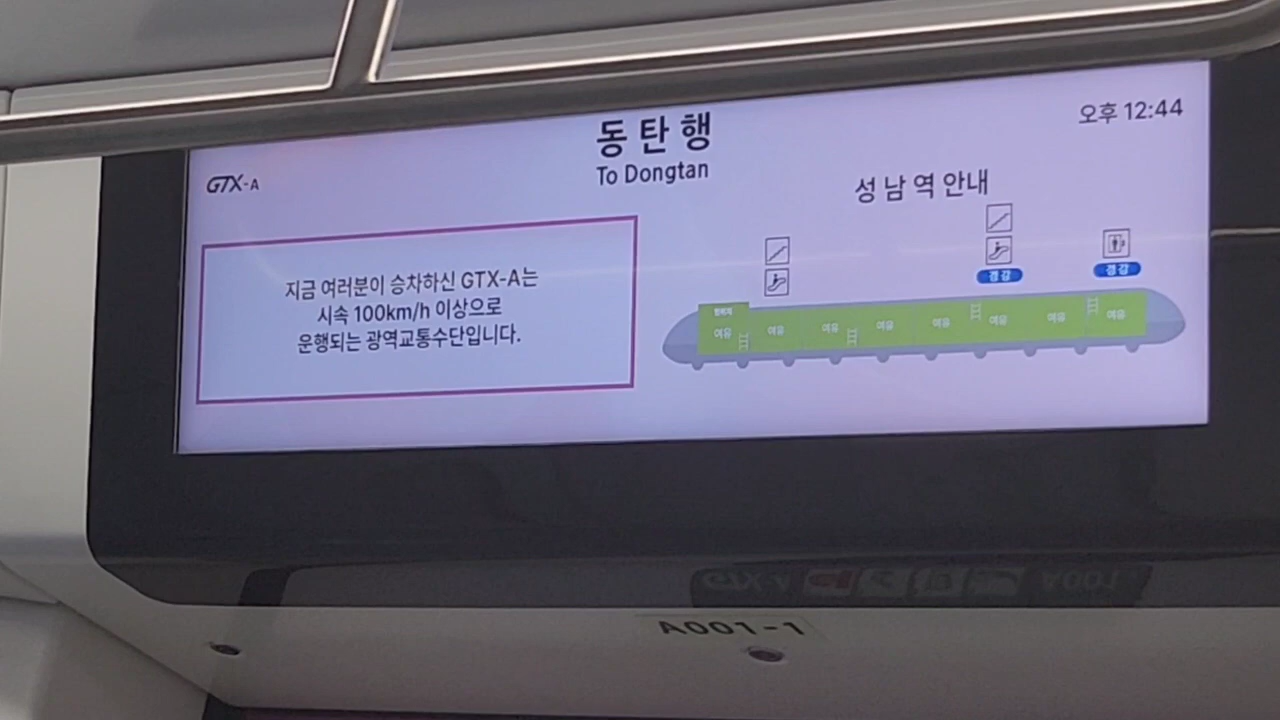 오후 12:44
동탄행
To Dongtan
GTX-A
성남역 안내
지금 여러분이 승차하신 GTX-A는
시속 100km/h 이상으로
운행되는 광역교통수단입니다.
경강 경강
여유 여유 여유 여유 여유 여유 여유 여유
A001-1